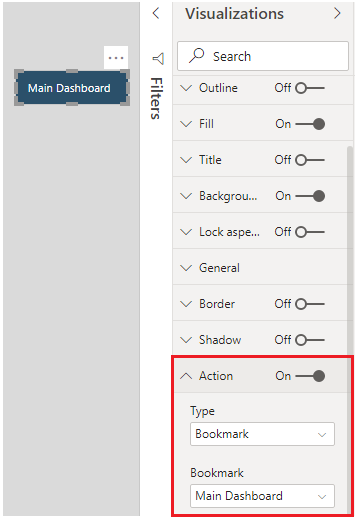 Main Dashboard
Filters
Visualizations
Search
Outline Off
Fill On
Title Off
Backgrou... On
Lock aspe... Off
General
Border Off
Shadow Off
Action On
Type
Bookmark
Bookmark
Main Dashboard